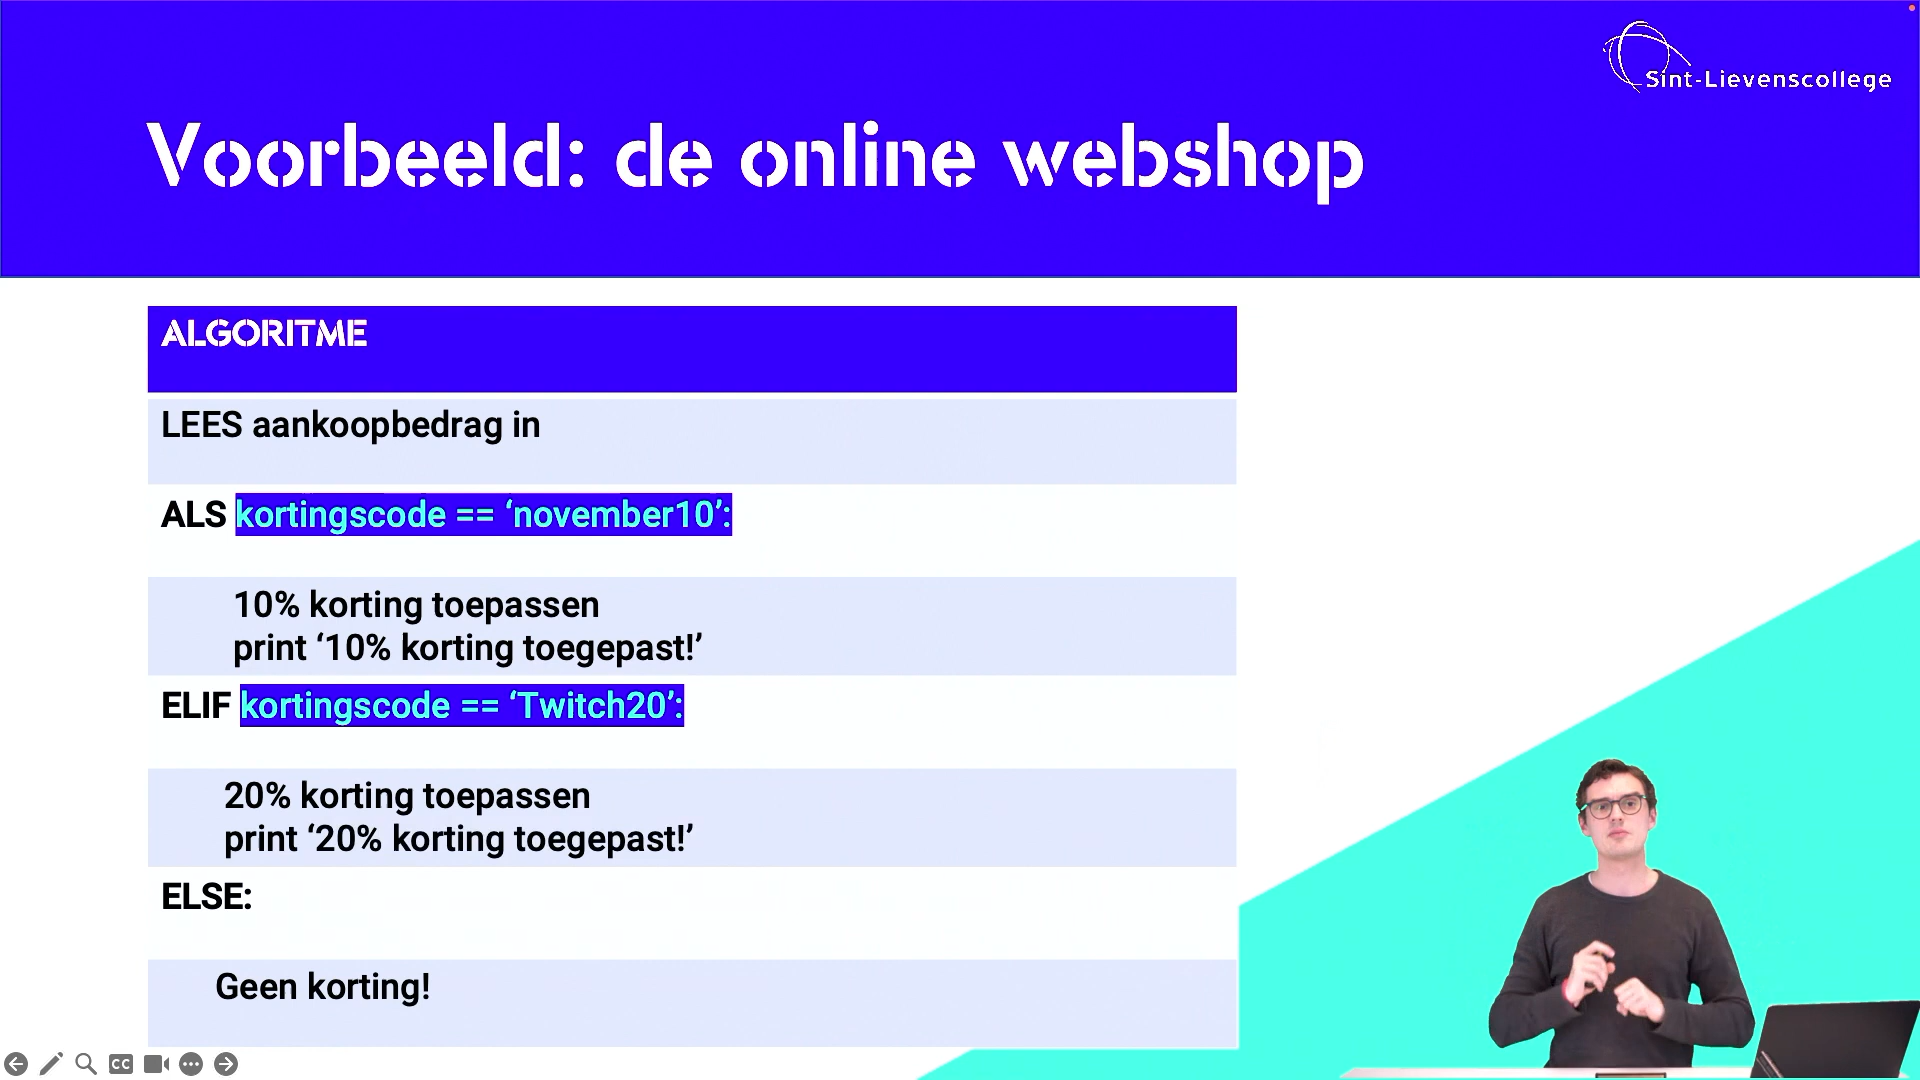 Sint-Lievenscollege
Voorbeeld: de online webshop
ALGORITME
LEES aankoopbedrag in
ALS kortingscode == ‘november10’:
10% korting toepassen
print ‘10% korting toegepast!’
ELIF kortingscode == ‘Twitch20’:
20% korting toepassen
print ‘20% korting toegepast!’
ELSE:
Geen korting!
CC